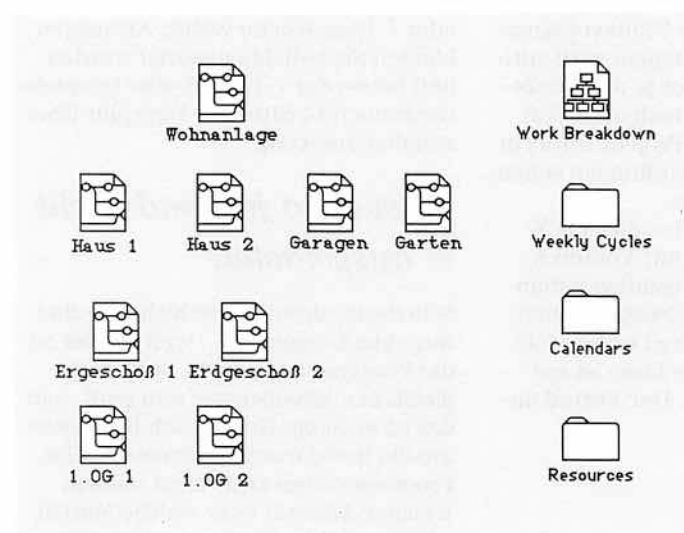 Wohnanlage
Work Breakdown
Haus 1
Haus 2
Garagen
Garten
Weekly Cycles
Ergeschoß 1
Erdgeschoß 2
Calendars
1.OG 1
1.OG 2
Resources